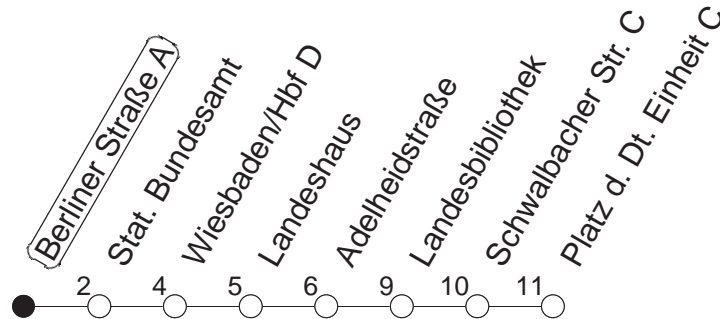 Berliner Straße A
Stat. Bundesamt
Wiesbaden/Hbf D
Landeshaus
Adelheidstraße
Landesbibliothek
Schwalbacher Str. C
Platz d. Dt. Einheit C
2 4 5 6 9 10 11